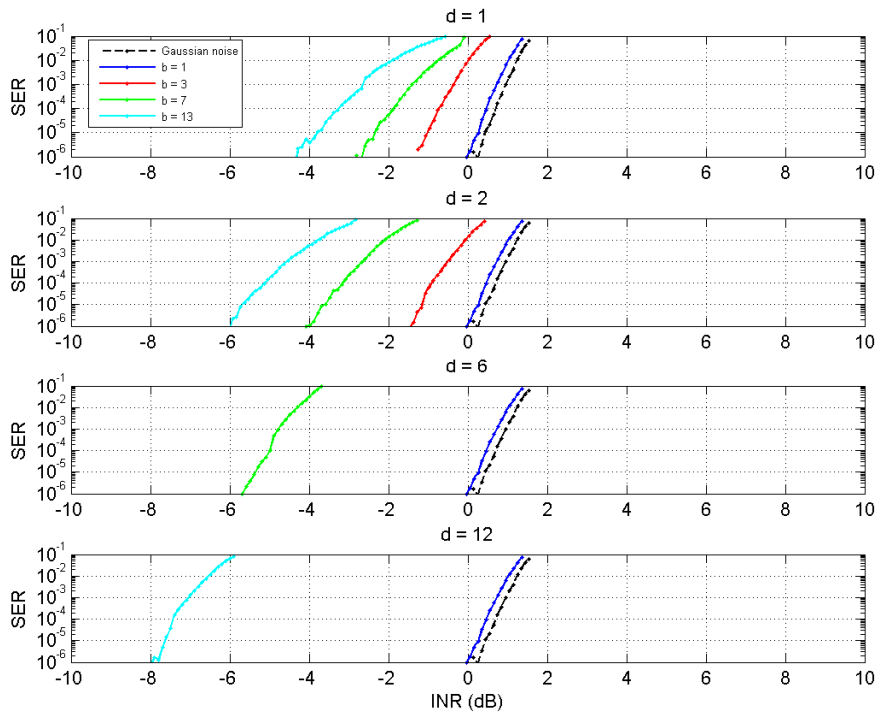 d = 1
SER
10^-1
10^-2
10^-3
10^-4
10^-5
10^-6
Gaussian noise
b = 1
b = 3
b = 7
b = 13
-10 -8 -6 -4 -2 0 2 4 6 8 10
d = 2
SER
10^-1
10^-2
10^-3
10^-4
10^-5
10^-6
-10 -8 -6 -4 -2 0 2 4 6 8 10
d = 6
SER
10^-1
10^-2
10^-3
10^-4
10^-5
10^-6
-10 -8 -6 -4 -2 0 2 4 6 8 10
d = 12
SER
10^-1
10^-2
10^-3
10^-4
10^-5
10^-6
-10 -8 -6 -4 -2 0 2 4 6 8 10
INR (dB)